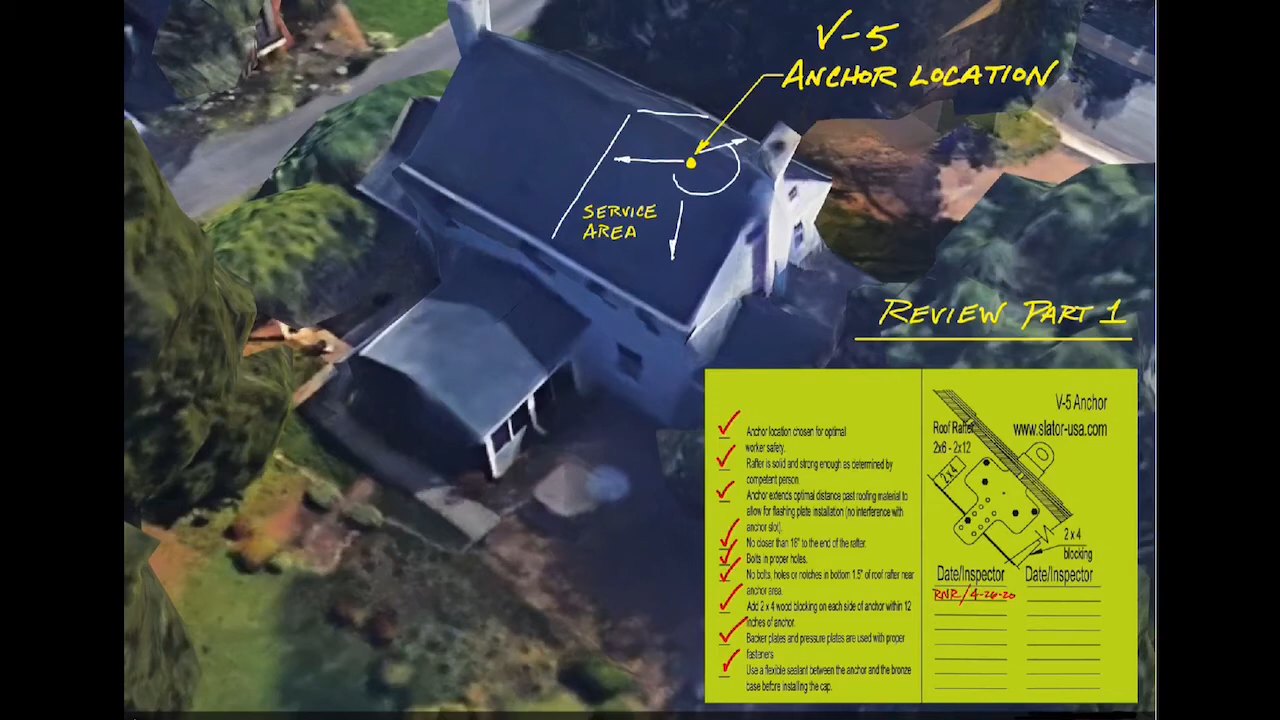 V-5
ANCHOR LOCATION
SERVICE
AREA
REVIEW PART 1
Anchor location chosen for optimal
worker safety.
Rafter is solid and strong enough as determined by
competent person.
Anchor extends optimal distance past roofing material to
allow for flashing plate installation (no interference with
anchor slot).
No closer than 16" to the end of the rafter.
Bolts in proper holes.
No bolts, holes or notches in bottom 1.5" of roof rafter near
anchor area.
Add 2 x 4 wood blocking on each side of anchor within 12
inches of anchor.
Backer plates and pressure plates are used with proper
fasteners
Use a flexible sealant between the anchor and the bronze
base before installing the cap.
V-5 Anchor
www.slator-usa.com
Roof Rafter
2x6 - 2x12
2x4
2 x 4
blocking
Date/Inspector Date/Inspector
RNR/4-26-20